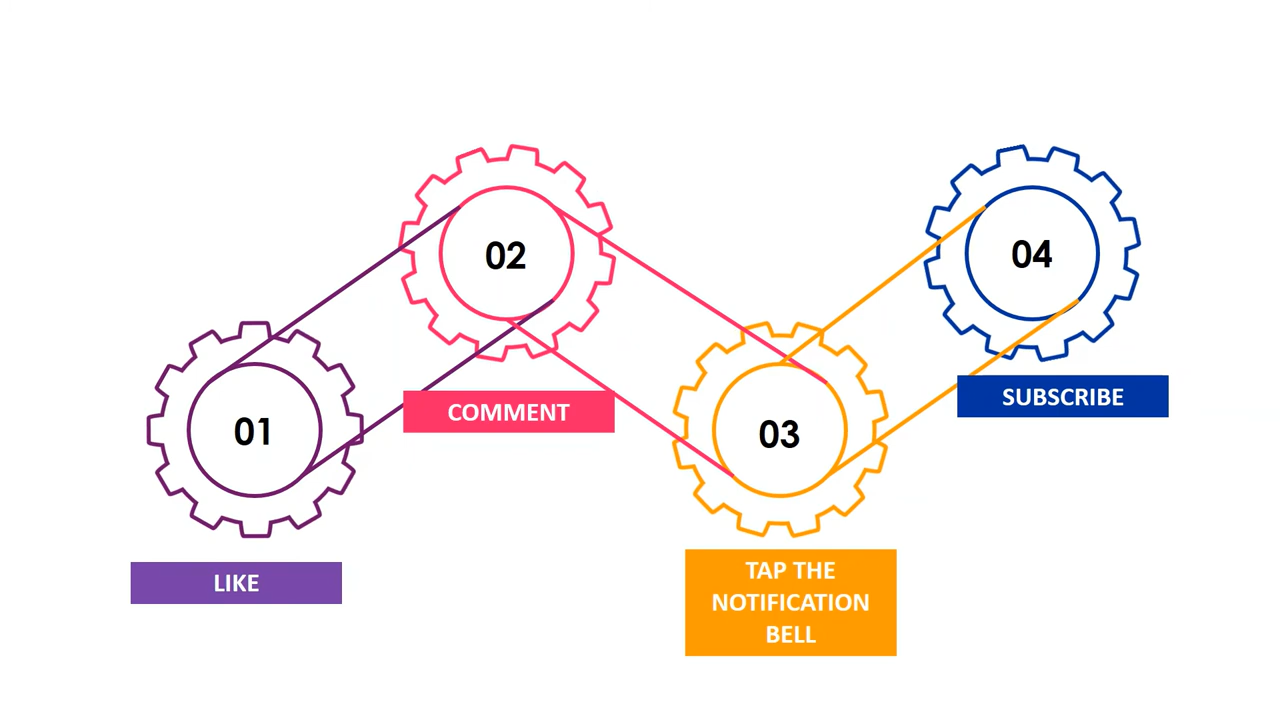 01
LIKE
02
COMMENT
03
TAP THE
NOTIFICATION
BELL
04
SUBSCRIBE